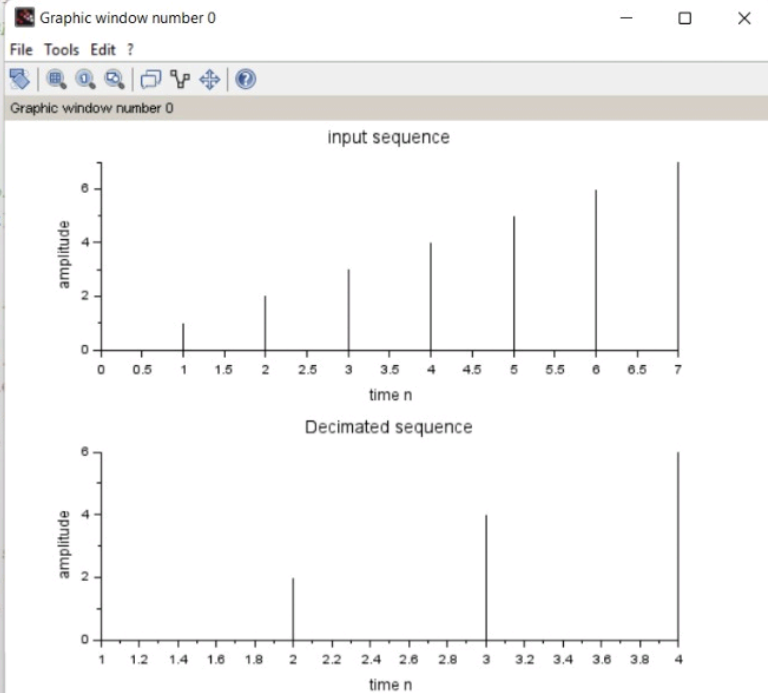 Graphic window number 0
File Tools Edit ?
Graphic window number 0
input sequence
6
4
2
0
amplitude
0 0.5 1 1.5 2 2.5 3 3.5 4 4.5 5 5.5 6 6.5 7
time n
Decimated sequence
6
4
2
0
amplitude
1 1.2 1.4 1.6 1.8 2 2.2 2.4 2.6 2.8 3 3.2 3.4 3.6 3.8 4
time n